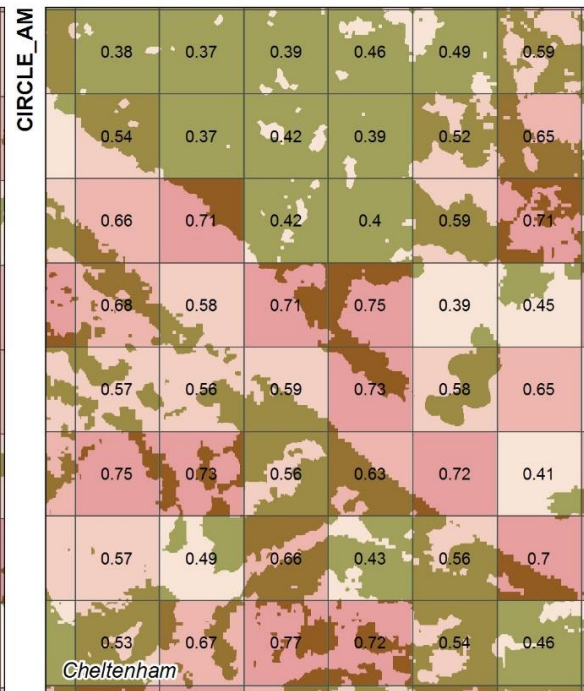 CIRCLE_AM
0.38 0.37 0.39 0.46 0.49 0.59
0.54 0.37 0.42 0.39 0.52 0.65
0.66 0.71 0.42 0.4 0.59 0.71
0.68 0.58 0.71 0.75 0.39 0.45
0.57 0.56 0.59 0.73 0.58 0.65
0.75 0.73 0.56 0.63 0.72 0.41
0.57 0.49 0.66 0.43 0.56 0.7
0.53 0.67 0.77 0.72 0.54 0.46
Cheltenham